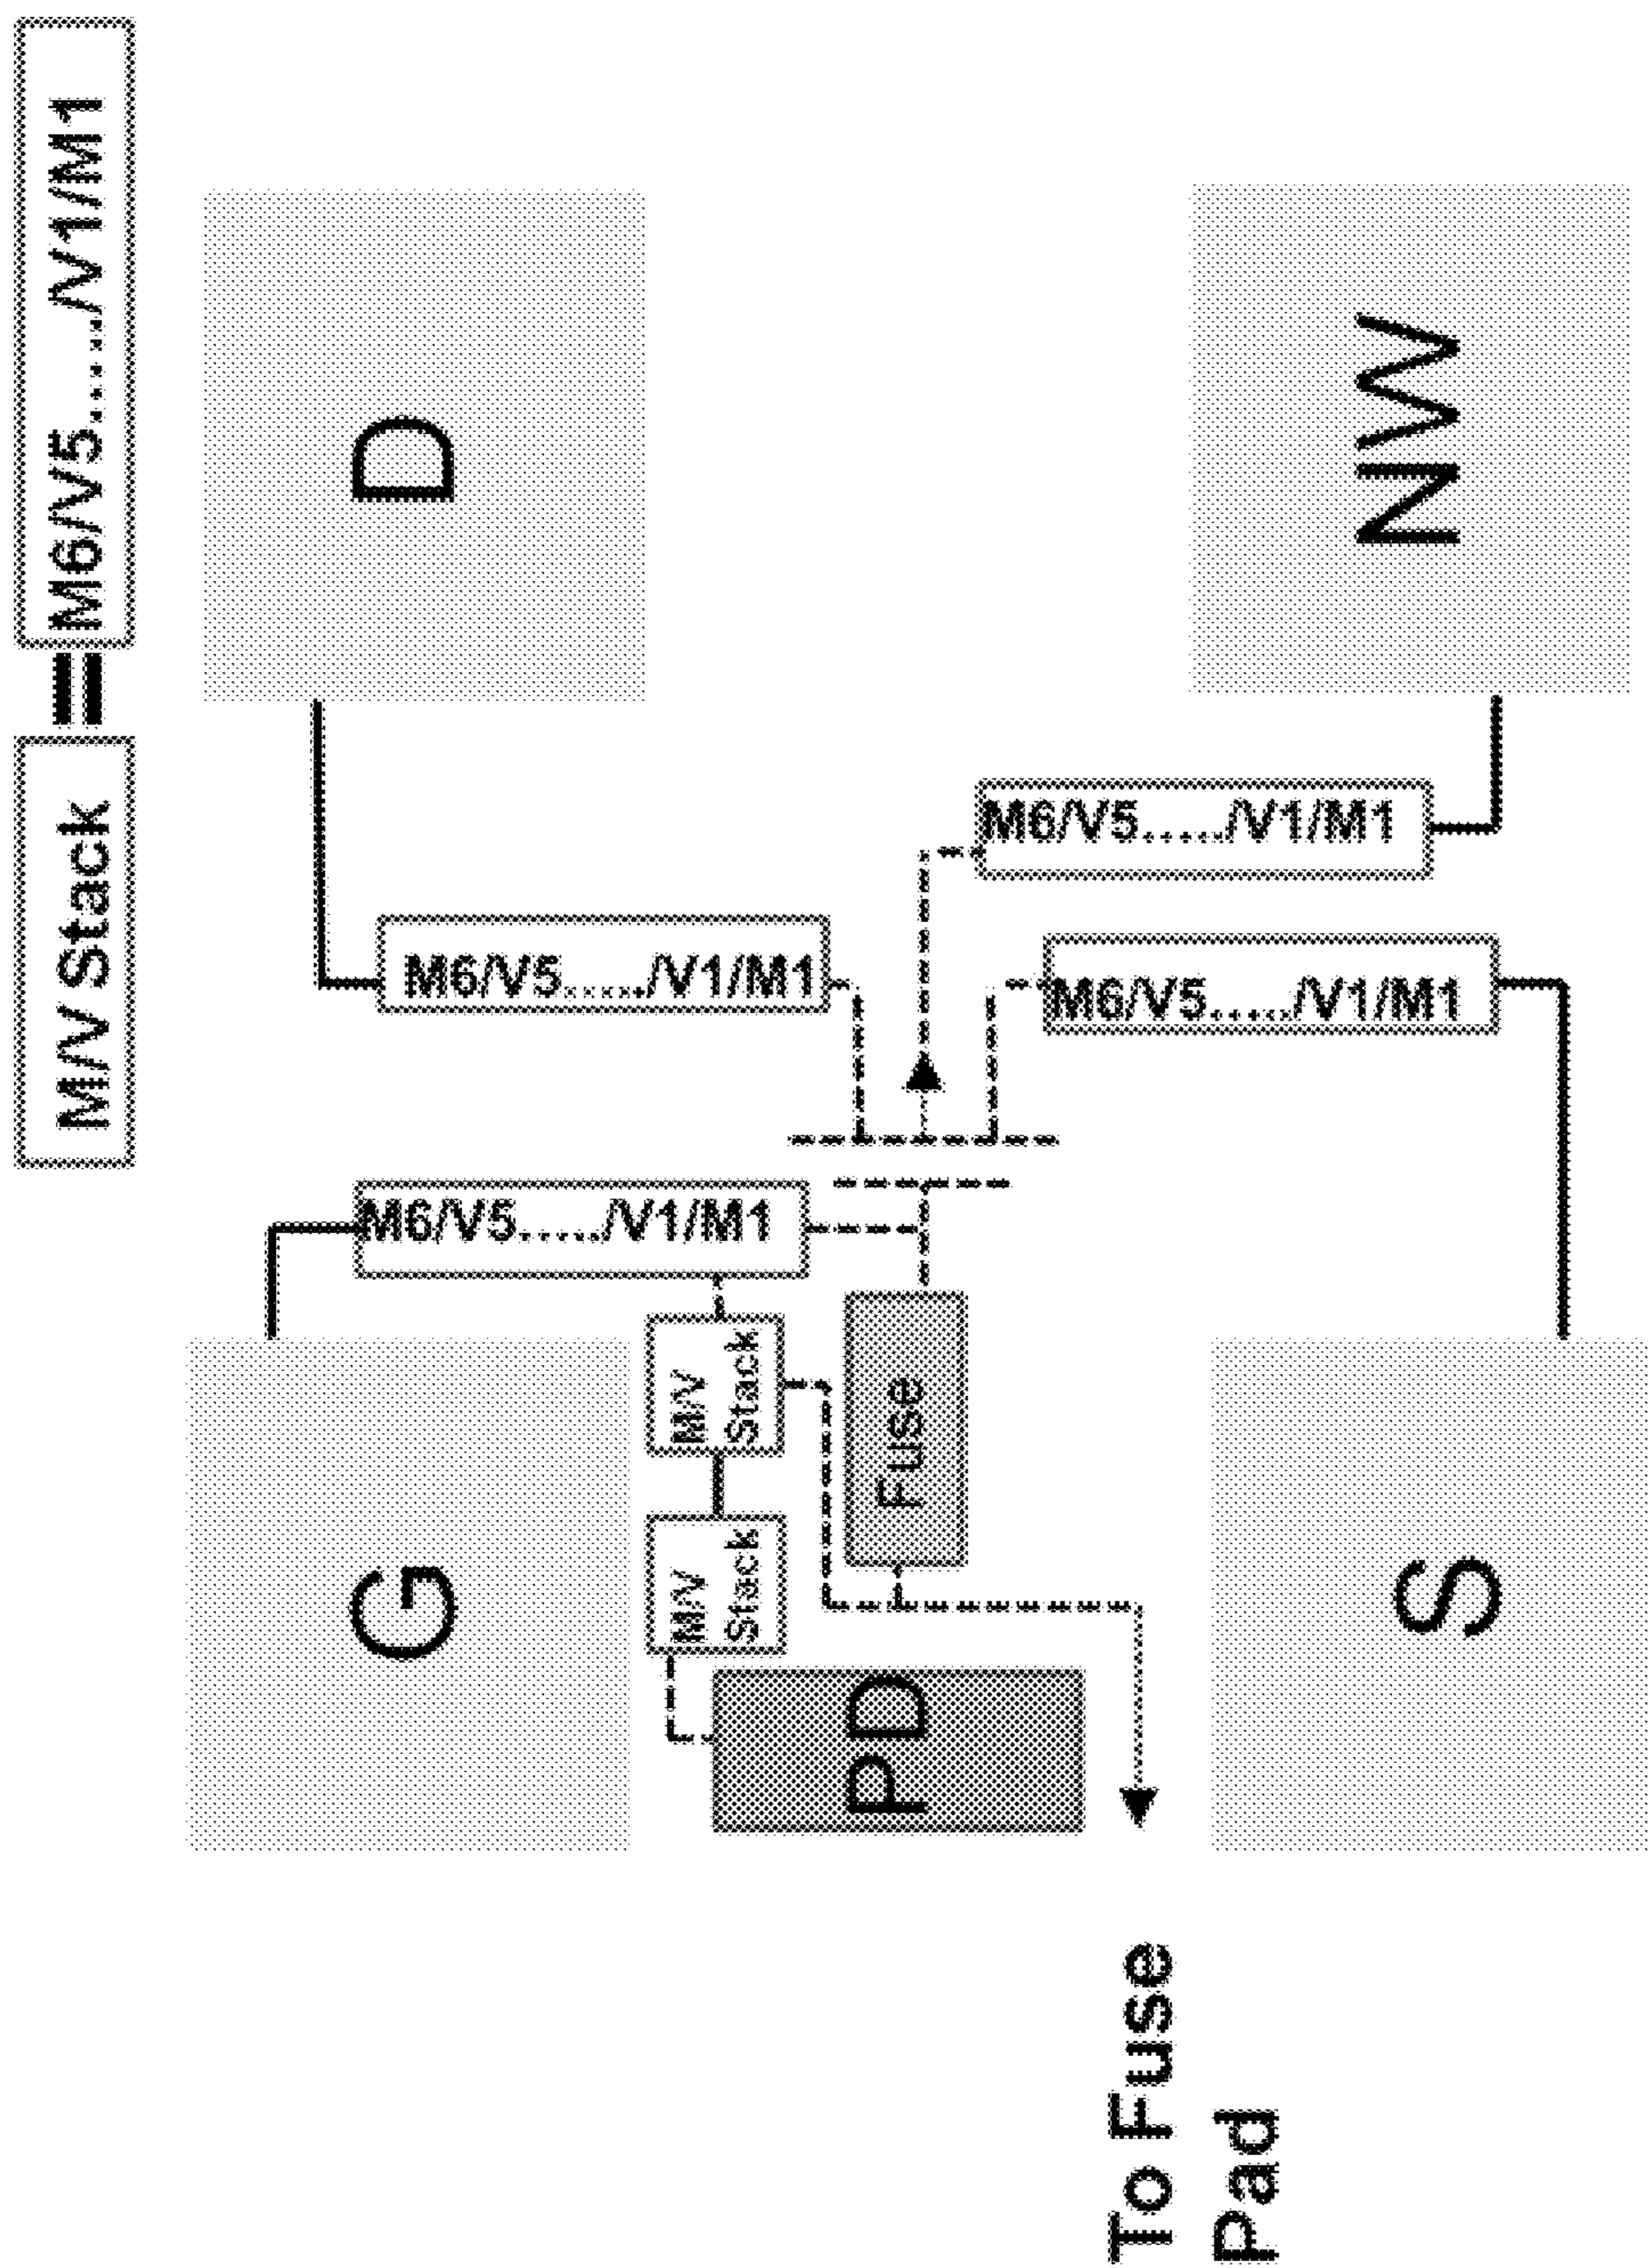 M/V Stack = M6/V5...../V1/M1
G
D
M6/V5...../V1/M1
M6/V5...../V1/M1
M/V
Stack
M/V
Stack
PD
Fuse
M6/V5...../V1/M1
M6/V5...../V1/M1
To Fuse
Pad
S
NW